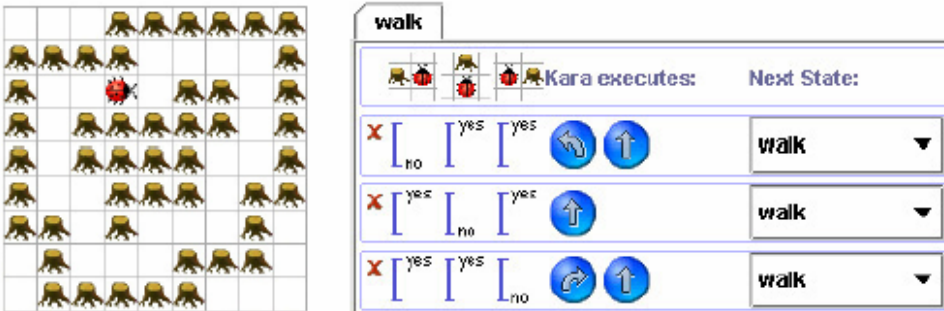 walk
Kara executes: Next State:
no yes yes walk
yes no yes walk
yes yes no walk